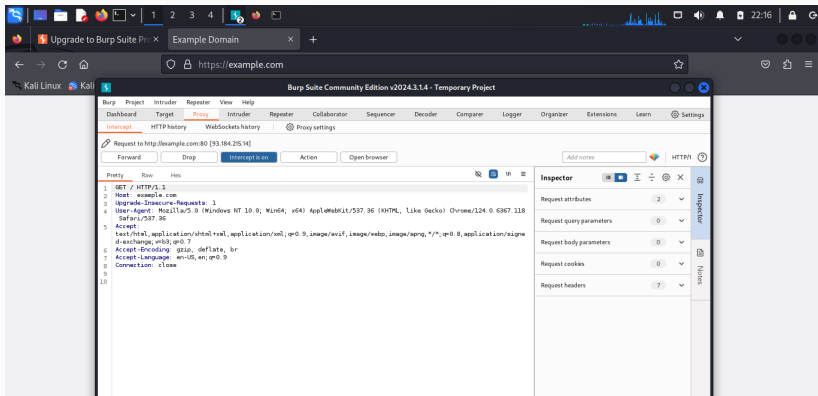 1 2 3 4 22:16
Upgrade to Burp Suite Pro Example Domain
https://example.com
Kali Linux Kali
Burp Suite Community Edition v2024.3.1.4 - Temporary Project
Burp Project Intruder Repeater View Help
Dashboard Target Proxy Intruder Repeater Collaborator Sequencer Decoder Comparer Logger Organizer Extensions Learn Settings
Intercept HTTP history WebSockets history Proxy settings
Request to http://example.com:80 [93.184.215.14]
Forward Drop Intercept is on Action Open browser Add notes HTTP/1
Pretty Raw Hex \n Inspector
1 GET / HTTP/1.1
2 Host: example.com
3 Upgrade-Insecure-Requests: 1
4 User-Agent: Mozilla/5.0 (Windows NT 10.0; Win64; x64) AppleWebKit/537.36 (KHTML, like Gecko) Chrome/124.0.6367.118
Safari/537.36
5 Accept:
text/html,application/xhtml+xml,application/xml;q=0.9,image/avif,image/webp,image/apng,*/*;q=0.8,application/signe
d-exchange;v=b3;q=0.7
6 Accept-Encoding: gzip, deflate, br
7 Accept-Language: en-US,en;q=0.9
8 Connection: close
9
10
Request attributes 2
Request query parameters 0
Request body parameters 0
Request cookies 0
Request headers 7
Inspector
Notes